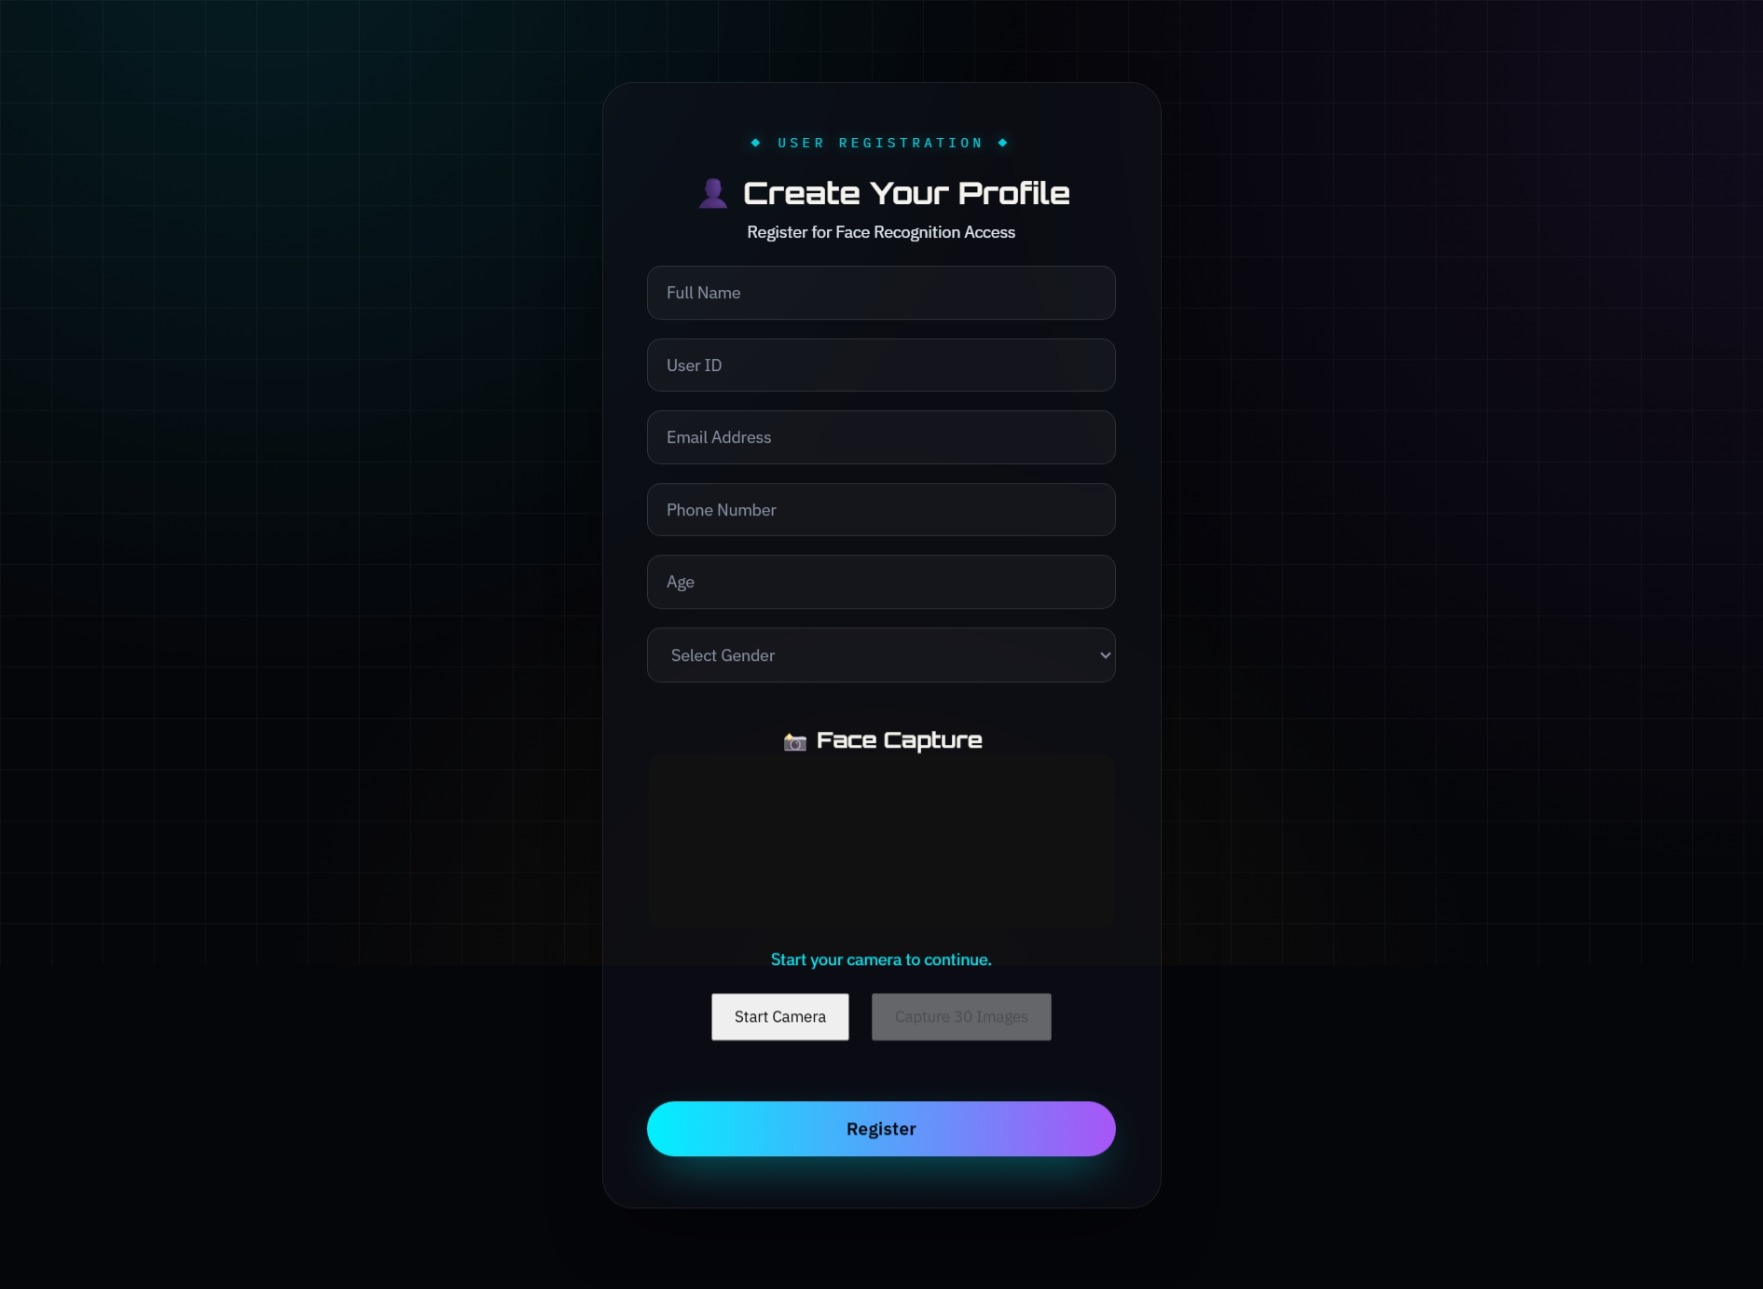 ◆ USER REGISTRATION ◆
👤 Create Your Profile
Register for Face Recognition Access
Full Name
User ID
Email Address
Phone Number
Age
Select Gender
📸 Face Capture
Start your camera to continue.
Start Camera
Capture 30 Images
Register